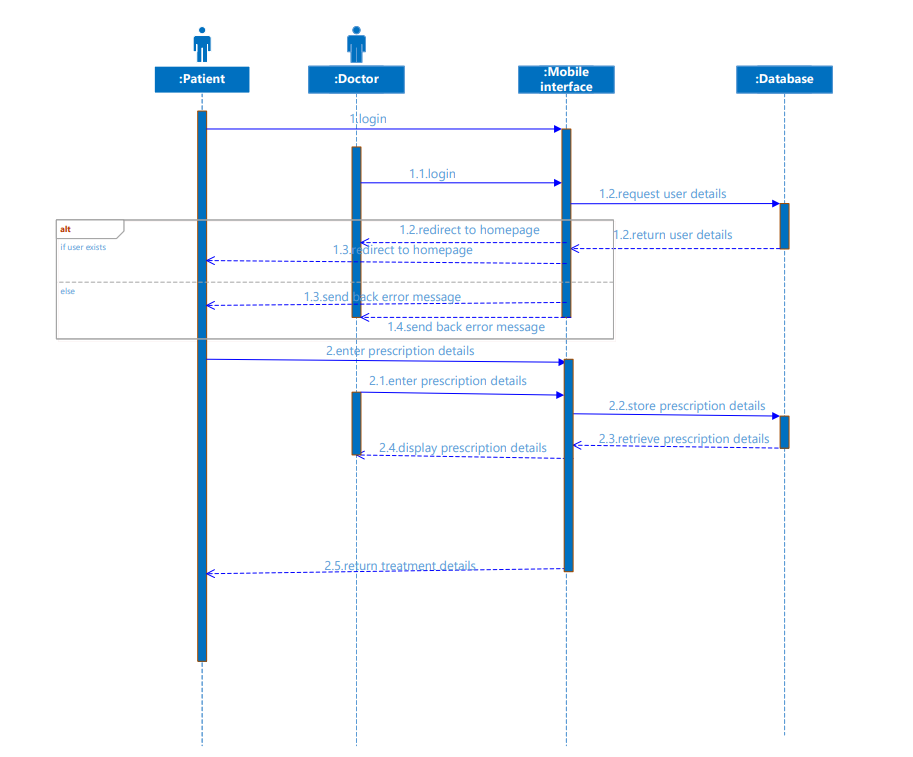 :Patient
:Doctor
:Mobile
interface
:Database
1.login
1.1.login
1.2.request user details
alt
1.2.redirect to homepage
1.2.return user details
if user exists
1.3.redirect to homepage
else
1.3.send back error message
1.4.send back error message
2.enter prescription details
2.1.enter prescription details
2.2.store prescription details
2.3.retrieve prescription details
2.4.display prescription details
2.5.return treatment details